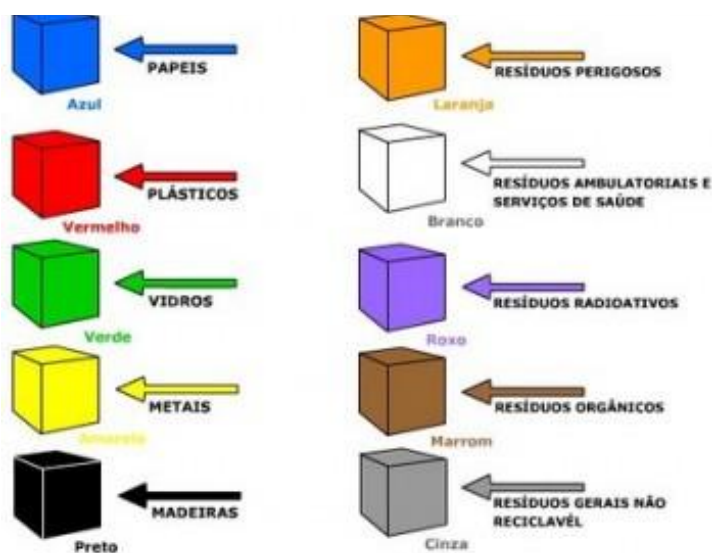 PAPEIS
Azul
PLÁSTICOS
Vermelho
VIDROS
Verde
METAIS
Amarelo
MADEIRAS
Preto
RESÍDUOS PERIGOSOS
Laranja
RESÍDUOS AMBULATORIAIS E
SERVIÇOS DE SAÚDE
Branco
RESÍDUOS RADIOATIVOS
Roxo
RESÍDUOS ORGÂNICOS
Marrom
RESÍDUOS GERAIS NÃO
RECICLAVÉL
Cinza